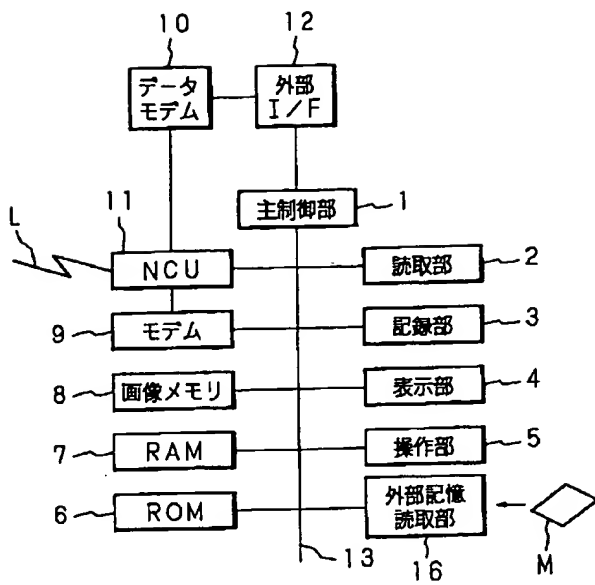 10
12
データ
モデム
外部
I/F
主制御部
1
L
11
NCU
読取部
2
9
モデム
記録部
3
8
画像メモリ
表示部
4
7
RAM
操作部
5
6
ROM
外部記憶
読取部
13
16
M